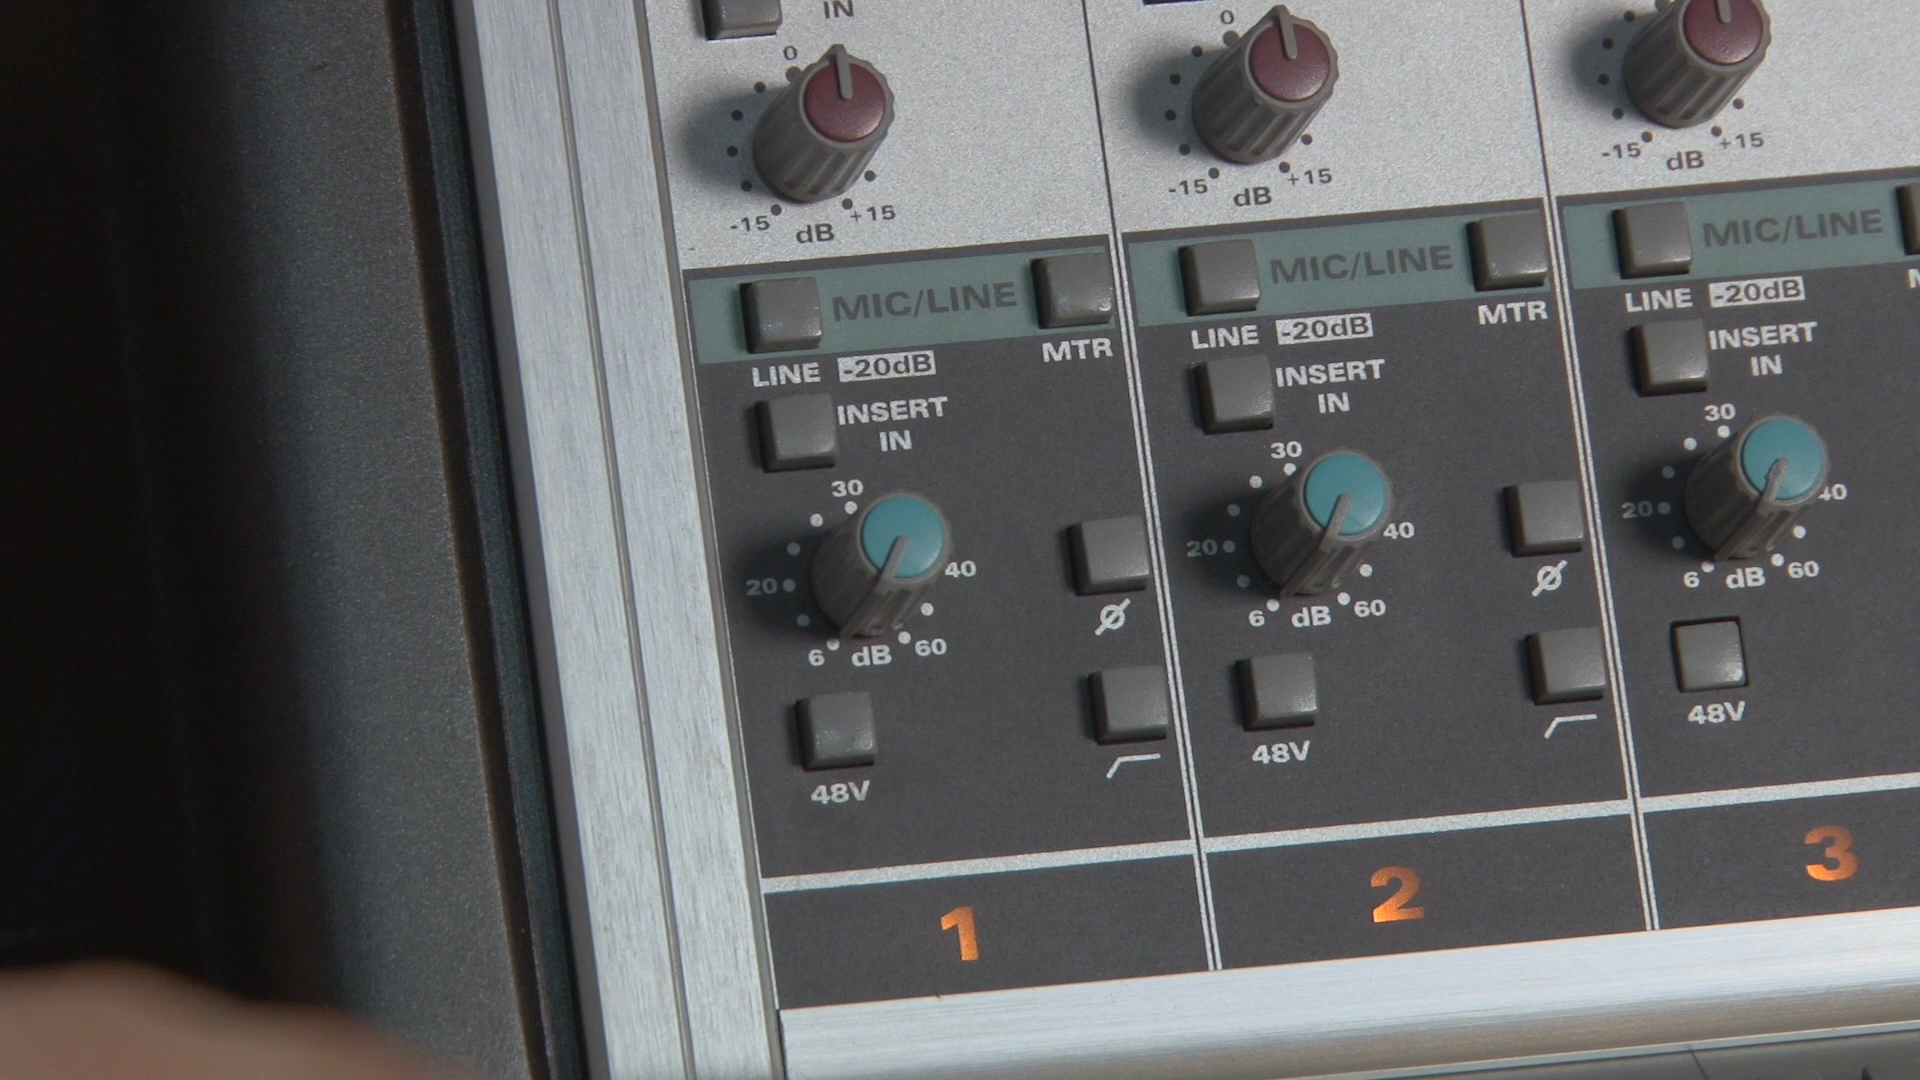 IN
0
-15 dB +15
MIC/LINE
LINE -20dB
MTR
INSERT
IN
30
20
40
6 dB 60
Ø
48V
1
0
-15 dB +15
MIC/LINE
LINE -20dB
MTR
INSERT
IN
30
20
40
6 dB 60
Ø
48V
2
-15 dB +15
MIC/LINE
LINE -20dB
INSERT
IN
30
20
40
6 dB 60
48V
3